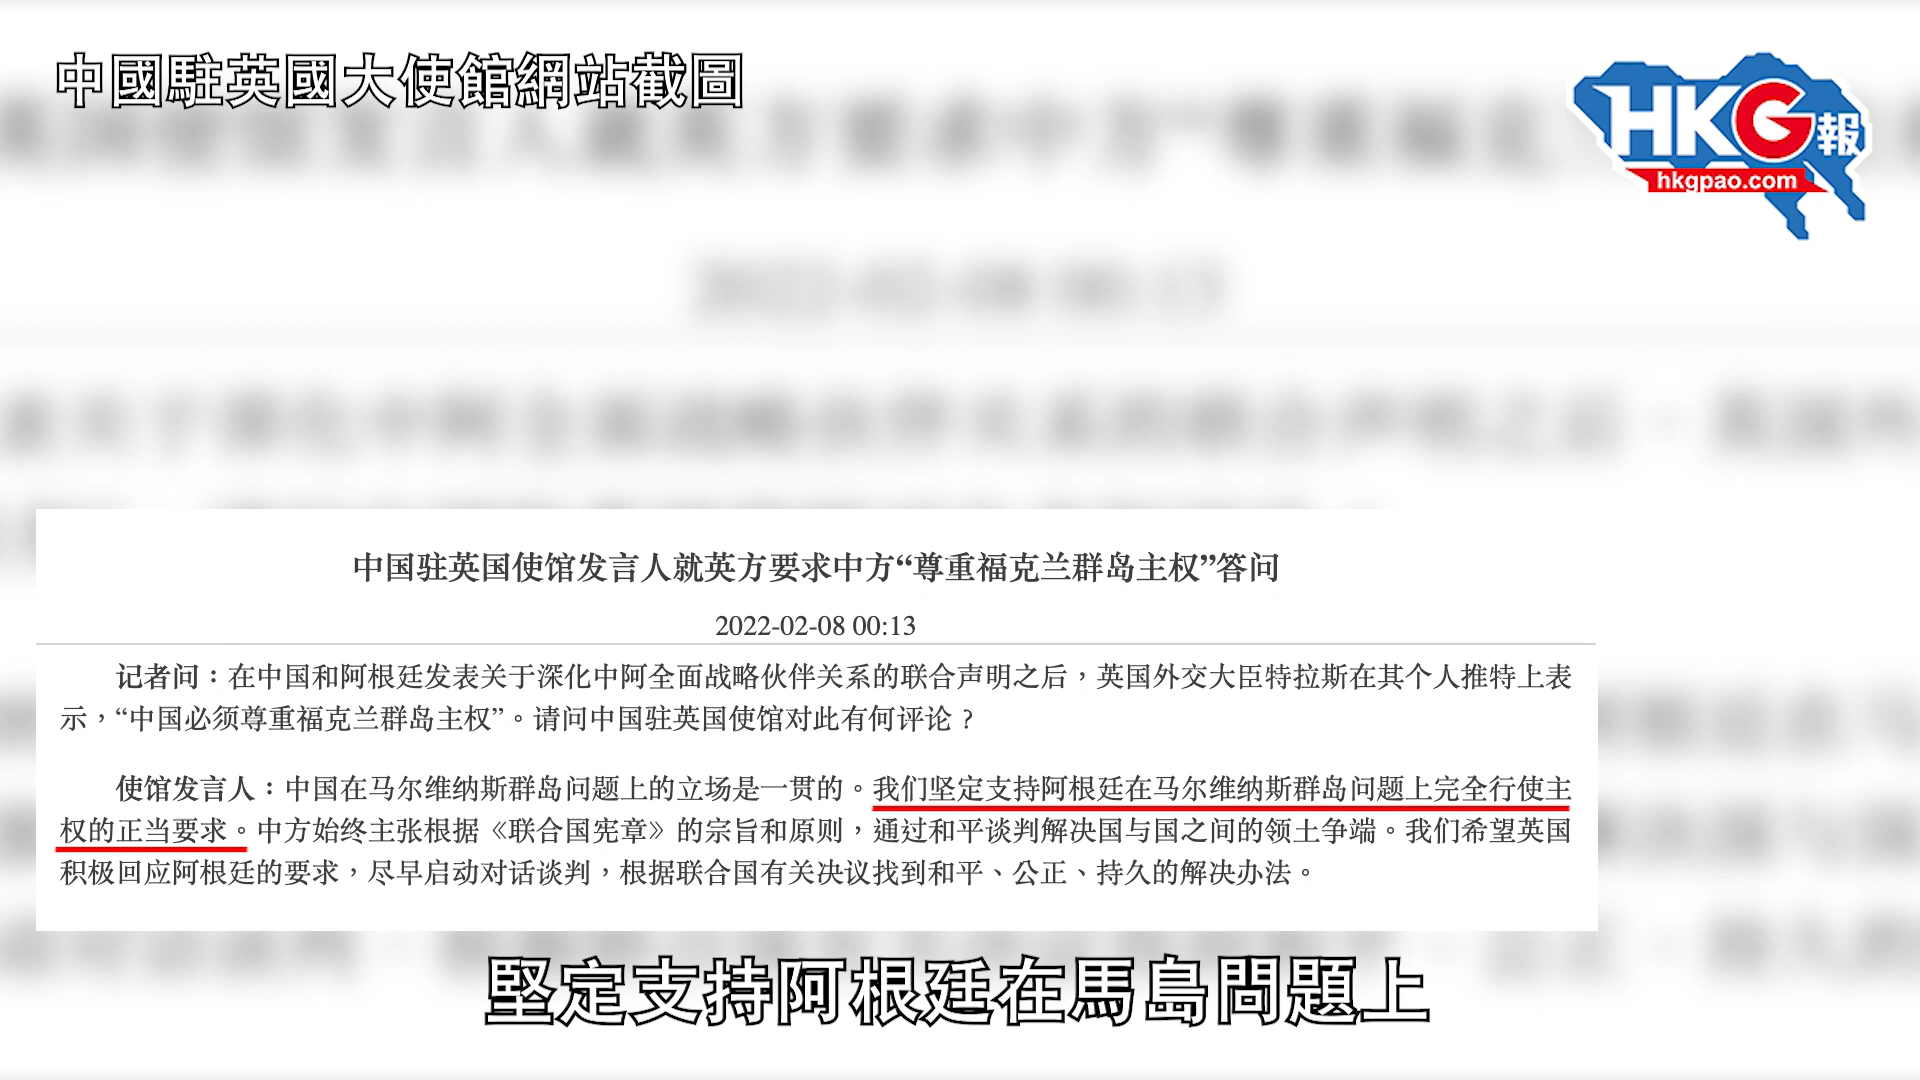 中國駐英國大使館網站截圖
HKG報
hkgpao.com
2022-02-08 00:13
中国驻英国使馆发言人就英方要求中方“尊重福克兰群岛主权”答问
2022-02-08 00:13
记者问：在中国和阿根廷发表关于深化中阿全面战略伙伴关系的联合声明之后，英国外交大臣特拉斯在其个人推特上表
示，“中国必须尊重福克兰群岛主权”。请问中国驻英国使馆对此有何评论？
使馆发言人：中国在马尔维纳斯群岛问题上的立场是一贯的。我们坚定支持阿根廷在马尔维纳斯群岛问题上完全行使主
权的正当要求。中方始终主张根据《联合国宪章》的宗旨和原则，通过和平谈判解决国与国之间的领土争端。我们希望英国
积极回应阿根廷的要求，尽早启动对话谈判，根据联合国有关决议找到和平、公正、持久的解决办法。
堅定支持阿根廷在馬島問題上